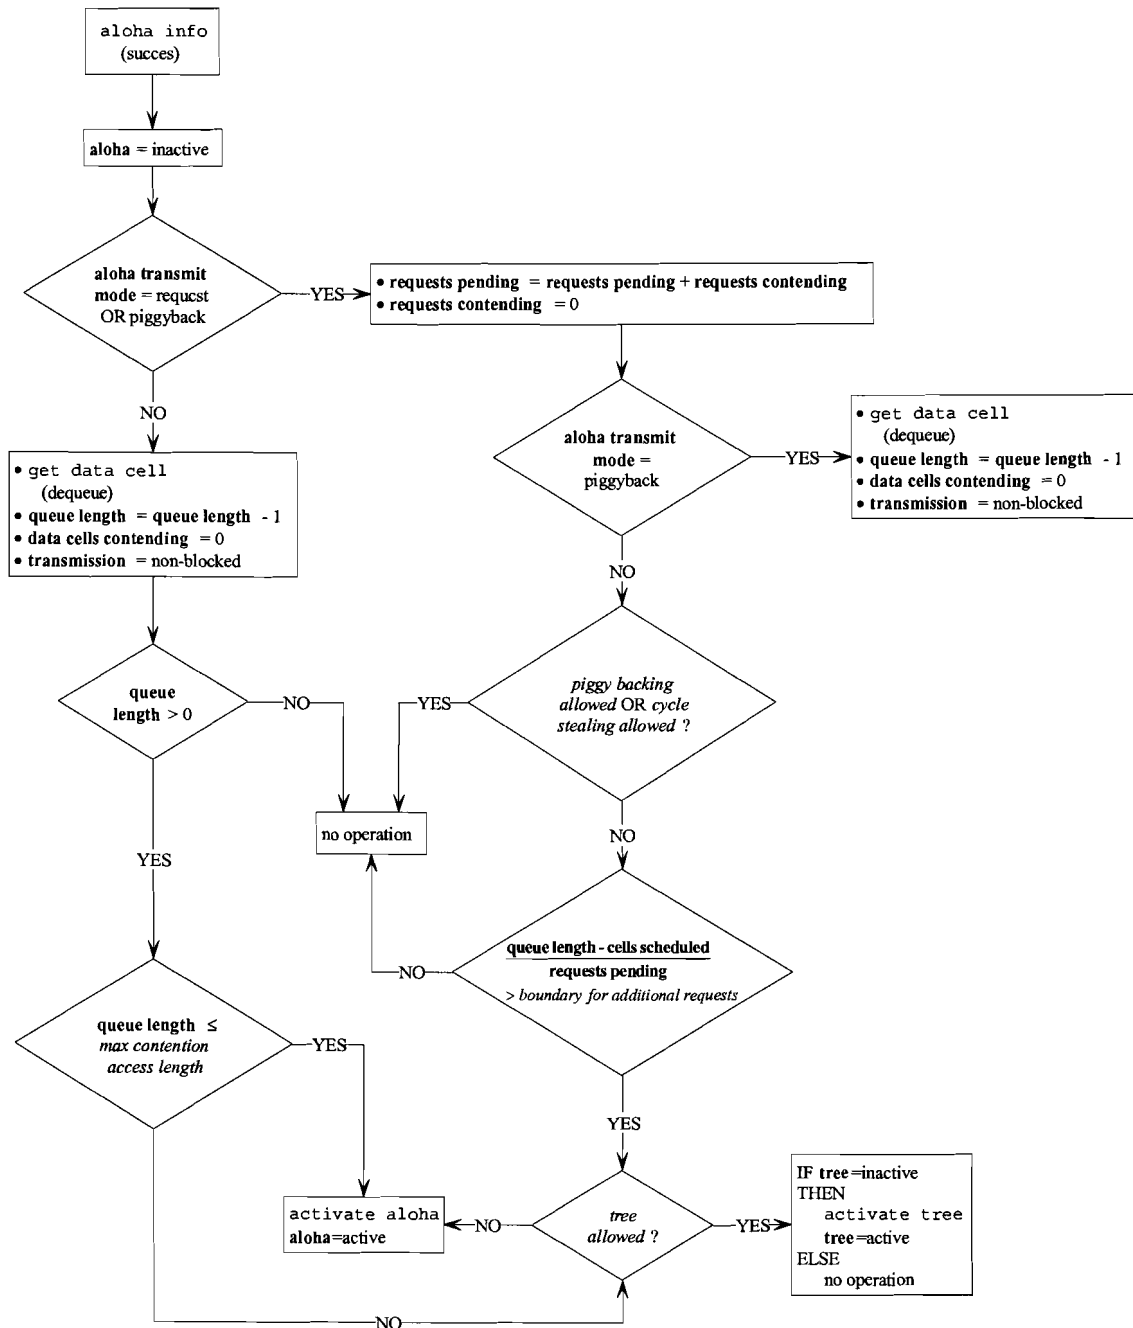 aloha info
(succes)
aloha = inactive
aloha transmit
mode = request
OR piggyback
YES
• requests pending = requests pending + requests contending
• requests contending = 0
NO
aloha transmit
mode =
piggyback
YES
• get data cell
(dequeue)
• queue length = queue length - 1
• data cells contending = 0
• transmission = non-blocked
• get data cell
(dequeue)
• queue length = queue length - 1
• data cells contending = 0
• transmission = non-blocked
NO
queue
length > 0
NO
YES
piggy backing
allowed OR cycle
stealing allowed ?
no operation
NO
YES
queue length - cells scheduled
requests pending
> boundary for additional requests
NO
queue length ≤
max contention
access length
YES
YES
activate aloha
aloha=active
NO
tree
allowed ?
YES
IF tree=inactive
THEN
activate tree
tree=active
ELSE
no operation
NO